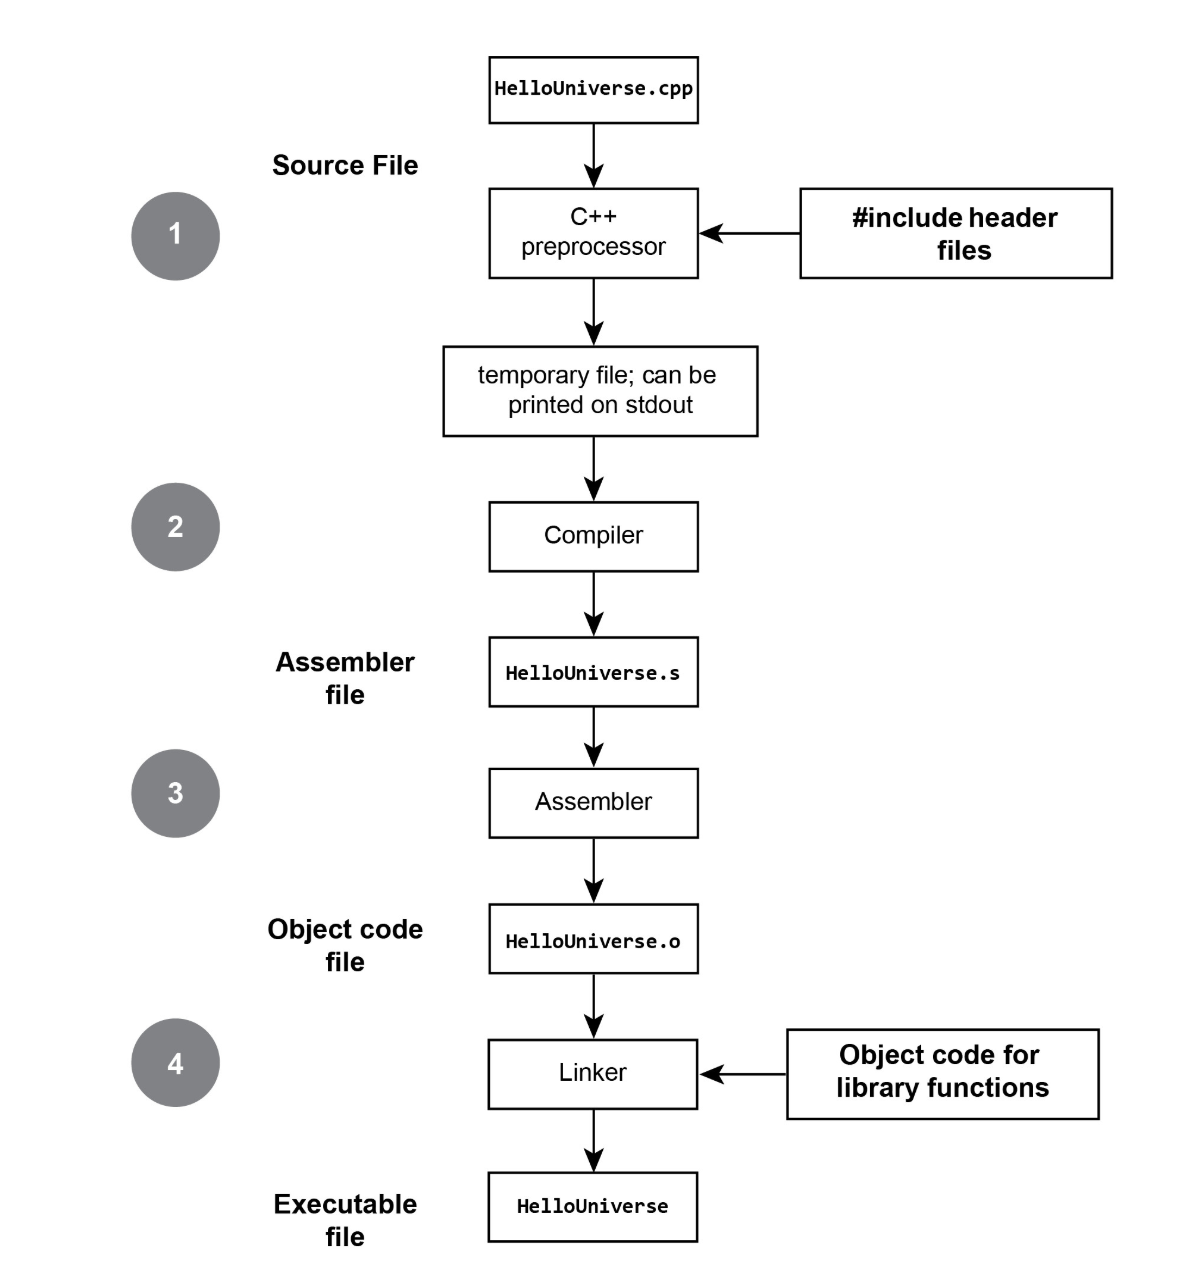 HelloUniverse.cpp
Source File
1
C++
preprocessor
#include header
files
temporary file; can be
printed on stdout
2
Compiler
Assembler
file
HelloUniverse.s
3
Assembler
Object code
file
HelloUniverse.o
4
Linker
Object code for
library functions
Executable
file
HelloUniverse